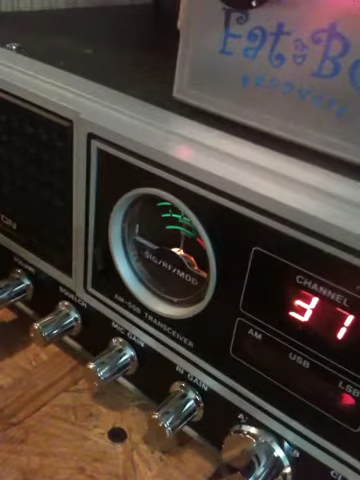 Fat Bo
PRODUCTS
CHANNEL
37
AM
USB
LSB
SIG/RF/MOD
AM-SSB TRANSCEIVER
VOLUME
SQUELCH
MIC GAIN
RF GAIN